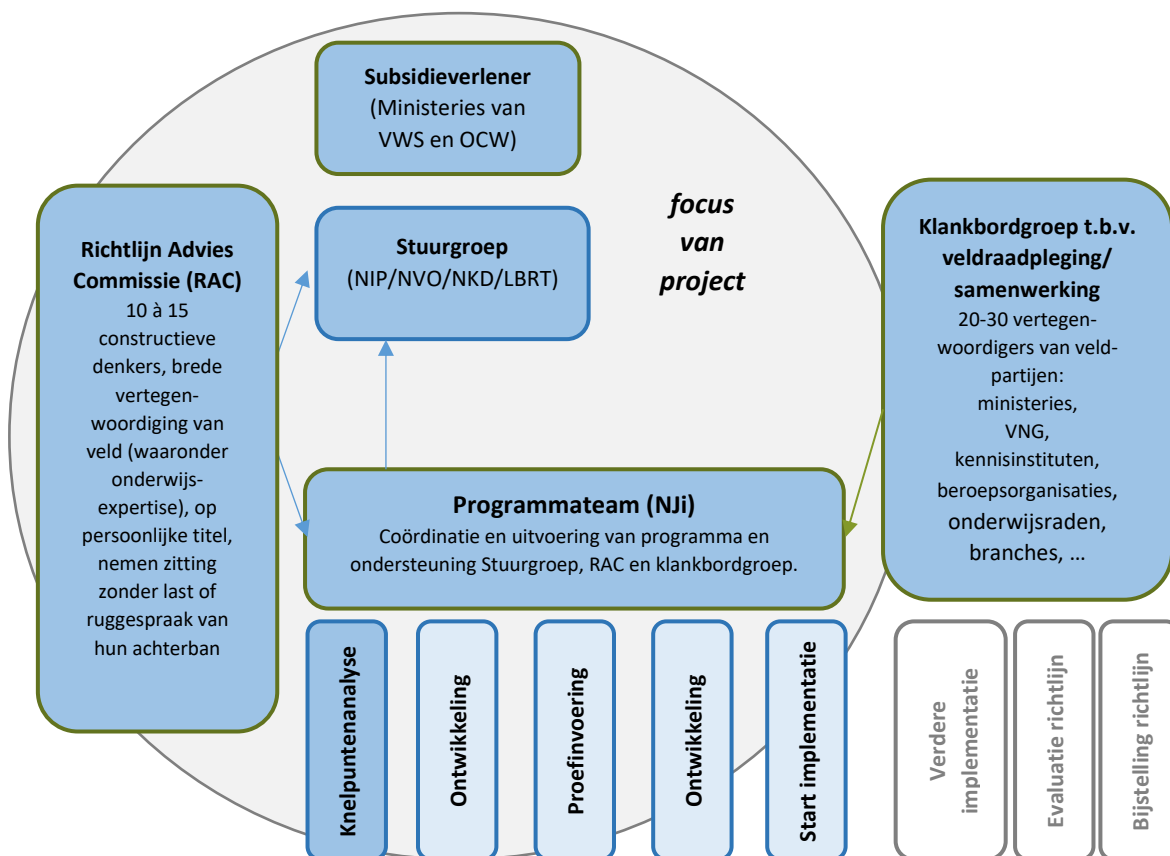 Subsidieverlener
(Ministeries van
VWS en OCW)
focus
van
project
Richtlijn Advies
Commissie (RAC)
10 à 15
constructieve
denkers, brede
vertegen-
woordiging van
veld (waaronder
onderwijs-
expertise), op
persoonlijke titel,
nemen zitting
zonder last of
ruggespraak van
hun achterban
Stuurgroep
(NIP/NVO/NKD/LBRT)
Klankbordgroep t.b.v.
veldraadpleging/
samenwerking
20-30 vertegen-
woordigers van veld-
partijen:
ministeries,
VNG,
kennisinstituten,
beroepsorganisaties,
onderwijsraden,
branches, ...
Programmateam (NJi)
Coördinatie en uitvoering van programma en
ondersteuning Stuurgroep, RAC en klankbordgroep.
Knelpuntenanalyse
Ontwikkeling
Proefinvoering
Ontwikkeling
Start implementatie
Verdere
implementatie
Evaluatie richtlijn
Bijstelling richtlijn